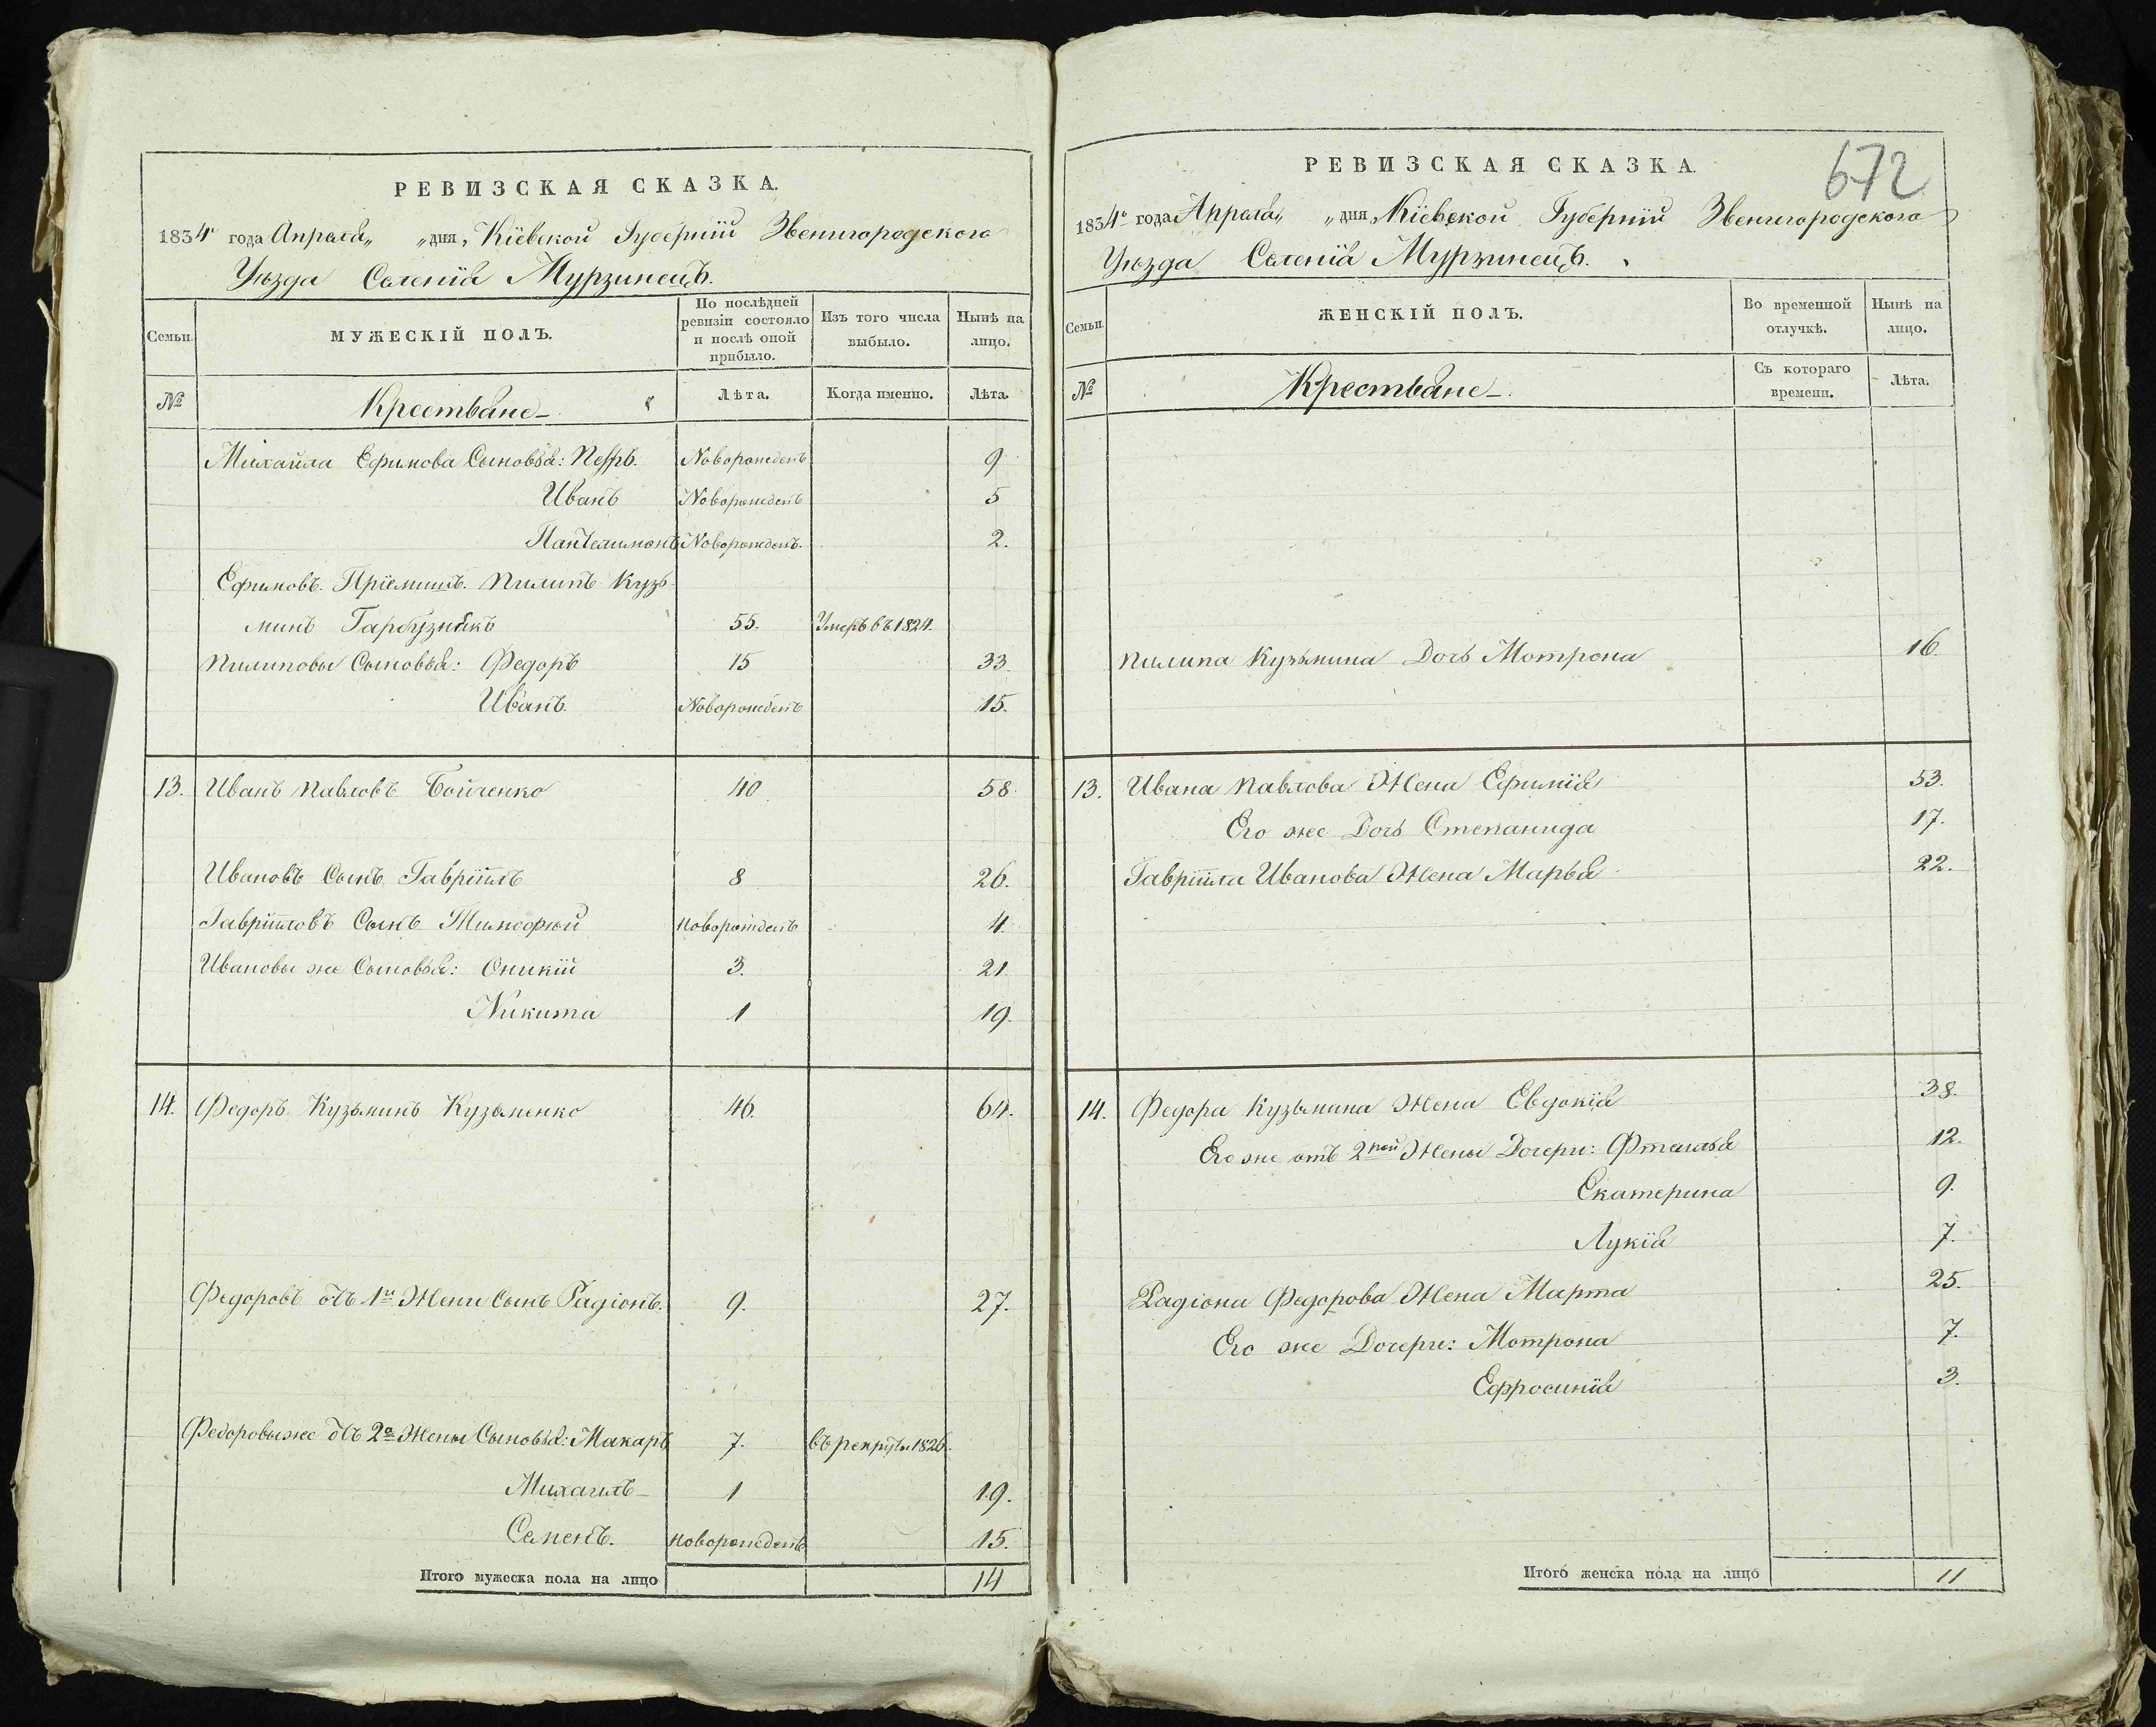 РЕВИЗСКАЯ СКАЗКА.
1834 года Апреля „ „дня, Кіевской Губерніи Звенигородского
Уезда Селенія Мурзинецъ.
Семьи.
МУЖЕСКІЙ ПОЛЪ.
По послѣдней ревизіи состояло и послѣ оной прибыло.
Изъ того числа выбыло.
Нынѣ на лицо.
№
Крестьяне
Лѣта.
Когда именно.
Лѣта.
Михайла Ефимова Сыновья: Петръ. Новорожденъ 9
Иванъ Новорожденъ 5
Пантелимонъ Новорожденъ. 2.
Ефимовъ Пріемышъ Пилипъ Кузь
минъ Гарбузникъ 55. Умеръ въ 1824.
Пилиповы Сыновья: Федоръ 15 33
Иванъ. Новорожденъ 15.
13. Иванъ Павловъ Бойченко 40 58
Ивановъ Сынъ Гавріилъ 8 26.
Гавріиловъ Сынъ Тимофей новорожденъ 4
Ивановы же Сыновья: Оникій 3. 21
Никита 1 19.
14. Федоръ Кузьминъ Кузьменко 46. 64.
Федоровъ отъ 1й Жени Сынъ Радіонъ. 9. 27.
Федоровы же отъ 2й Жены Сыновья: Макаръ 7. въ рекруты 1826.
Михаилъ 1 19.
Семенъ. новорожденъ 15.
Итого мужеска пола на лицо 14
РЕВИЗСКАЯ СКАЗКА.
672
1834 года Апреля „ „дня, Кіевской Губерніи Звенигородского
Уезда Селенія Мурзинецъ.
Семьи.
ЖЕНСКІЙ ПОЛЪ.
Во временной отлучкѣ.
Нынѣ на лицо.
№
Крестьяне
Съ котораго времени.
Лѣта.
Пилипа Кузьмина Дочь Мотрона 16.
13. Ивана Павлова Жена Ефимія 53.
Его же Дочь Степанида 17.
Гавріила Иванова Жена Марья 22.
14. Федора Кузьмина Жена Евдокія 38.
Его же отъ 2ной Жены Дочери: 12.
Екатерина 9.
Лукія 7.
Радіона Федорова Жена Марта 25.
Его же Дочери: Мотрона 7.
Ефросинія 3.
Итого женска пола на лицо 11